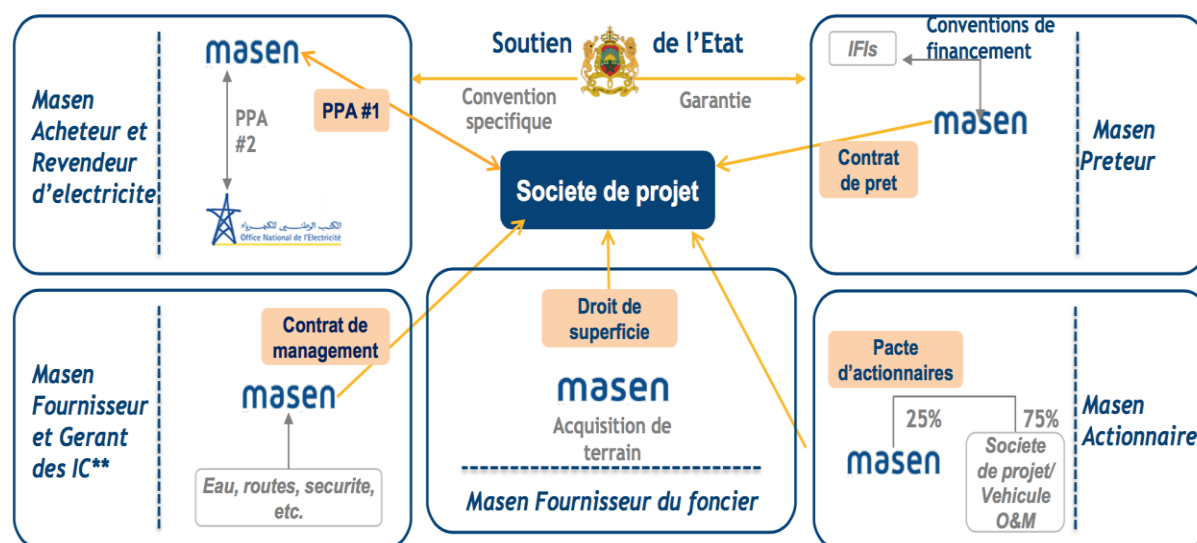 masen
Masen
Acheteur et
Revendeur
d’electricite
PPA
#2
PPA #1
المكتب الوطني للكهرباء
Office National de l'Electricité
Soutien de l’Etat
Convention
specifique
Garantie
Societe de projet
IFIs
Conventions de
financement
masen
Contrat
de pret
Masen
Preteur
Masen
Fournisseur
et Gerant
des IC**
Contrat de
management
masen
Eau, routes, securite,
etc.
Droit de
superficie
masen
Acquisition de
terrain
Masen Fournisseur du foncier
Pacte
d’actionnaires
25%
75%
masen
Societe
de projet/
Vehicule
O&M
Masen
Actionnaire